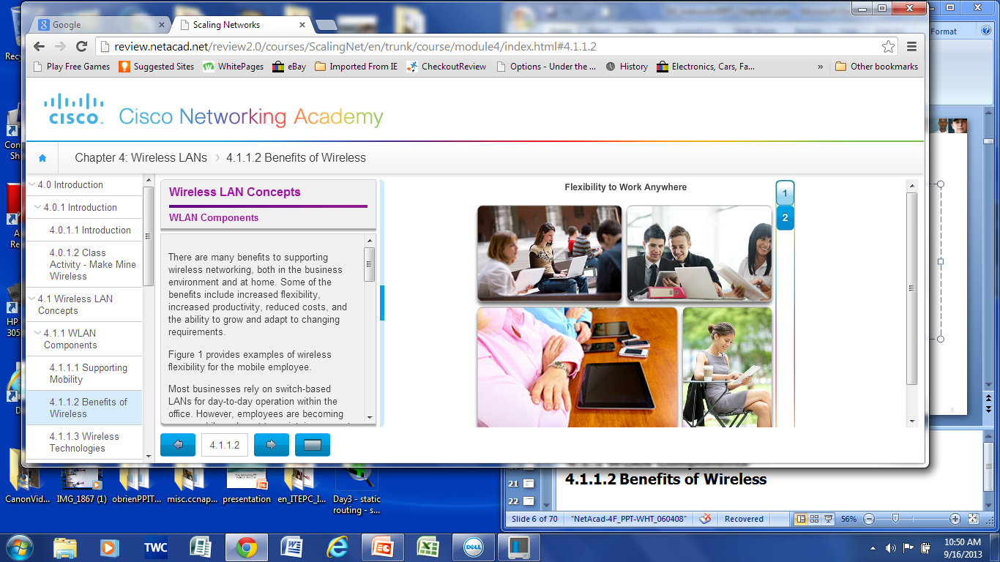 Google
Scaling Networks
Format
review.netacad.net/review2.0/courses/ScalingNet/en/trunk/course/module4/index.html#4.1.1.2
Play Free Games
Suggested Sites
WhitePages
eBay
Imported From IE
CheckoutReview
Options - Under the ...
History
Electronics, Cars, Fa...
»
Other bookmarks
CISCO.
Cisco Networking Academy
Chapter 4: Wireless LANs
4.1.1.2 Benefits of Wireless
4.0 Introduction
4.0.1 Introduction
4.0.1.1 Introduction
4.0.1.2 Class
Activity - Make Mine
Wireless
4.1 Wireless LAN
Concepts
4.1.1 WLAN
Components
4.1.1.1 Supporting
Mobility
4.1.1.2 Benefits of
Wireless
4.1.1.3 Wireless
Technologies
Wireless LAN Concepts
WLAN Components
There are many benefits to supporting
wireless networking, both in the business
environment and at home. Some of the
benefits include increased flexibility,
increased productivity, reduced costs, and
the ability to grow and adapt to changing
requirements.
Figure 1 provides examples of wireless
flexibility for the mobile employee.
Most businesses rely on switch-based
LANs for day-to-day operation within the
office. However, employees are becoming
Flexibility to Work Anywhere
1
2
4.1.1.2
Recy
Con
Sh
A
Re
HP
305
D
6
CanonVid...
IMG_1867 (1)
obrienPPIT...
misc.ccnap...
presentation
en_ITEPC_I...
Day3 - static
routing - s...
21
22
4.1.1.2 Benefits of Wireless
Slide 6 of 70
"NetAcad-4F_PPT-WHT_060408"
Recovered
56%
TWC
DELL
10:50 AM
9/16/2013